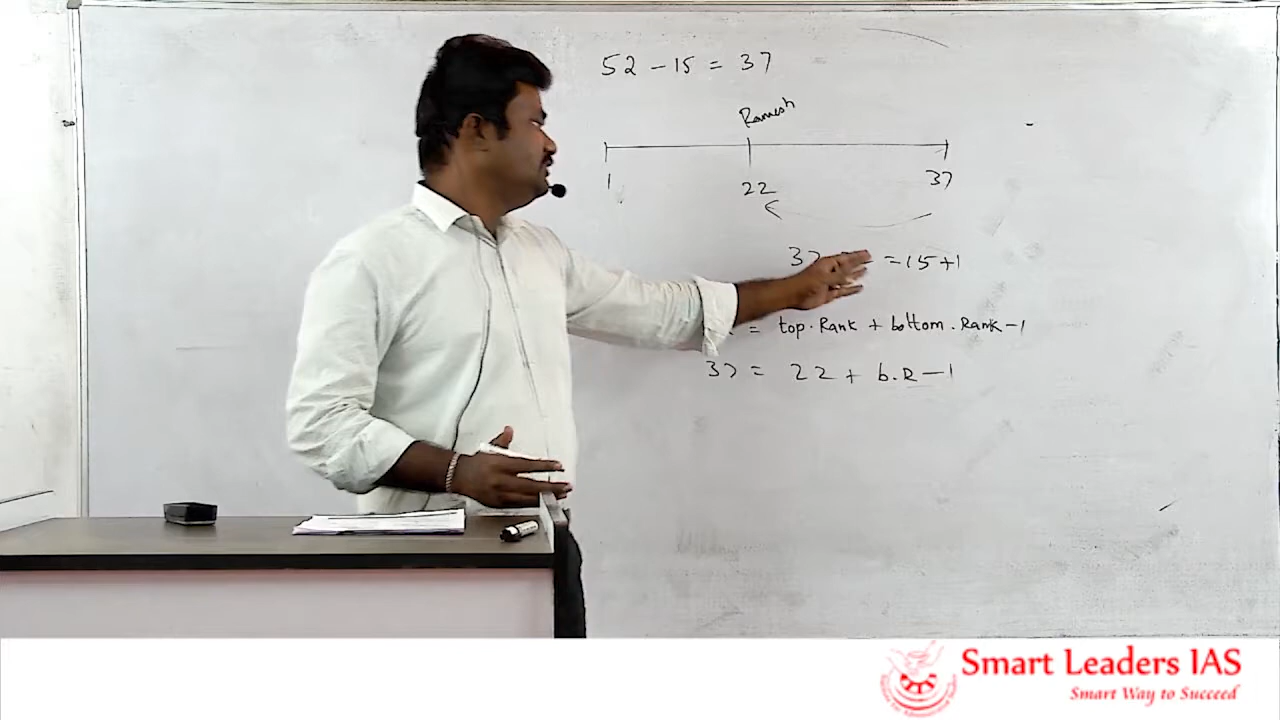 52 - 15 = 37
Ramesh
1 22 37
37 = 15 + 1
= top. Rank + bottom. Rank - 1
37 = 22 + b.R - 1
Smart Leaders IAS
Smart Way to Succeed